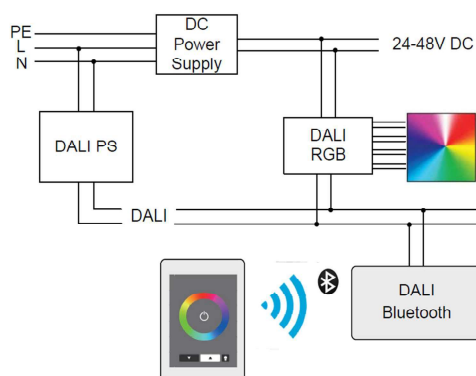 PE
L
N
DC
Power
Supply
24-48V DC
DALI PS
DALI
RGB
DALI
DALI
Bluetooth